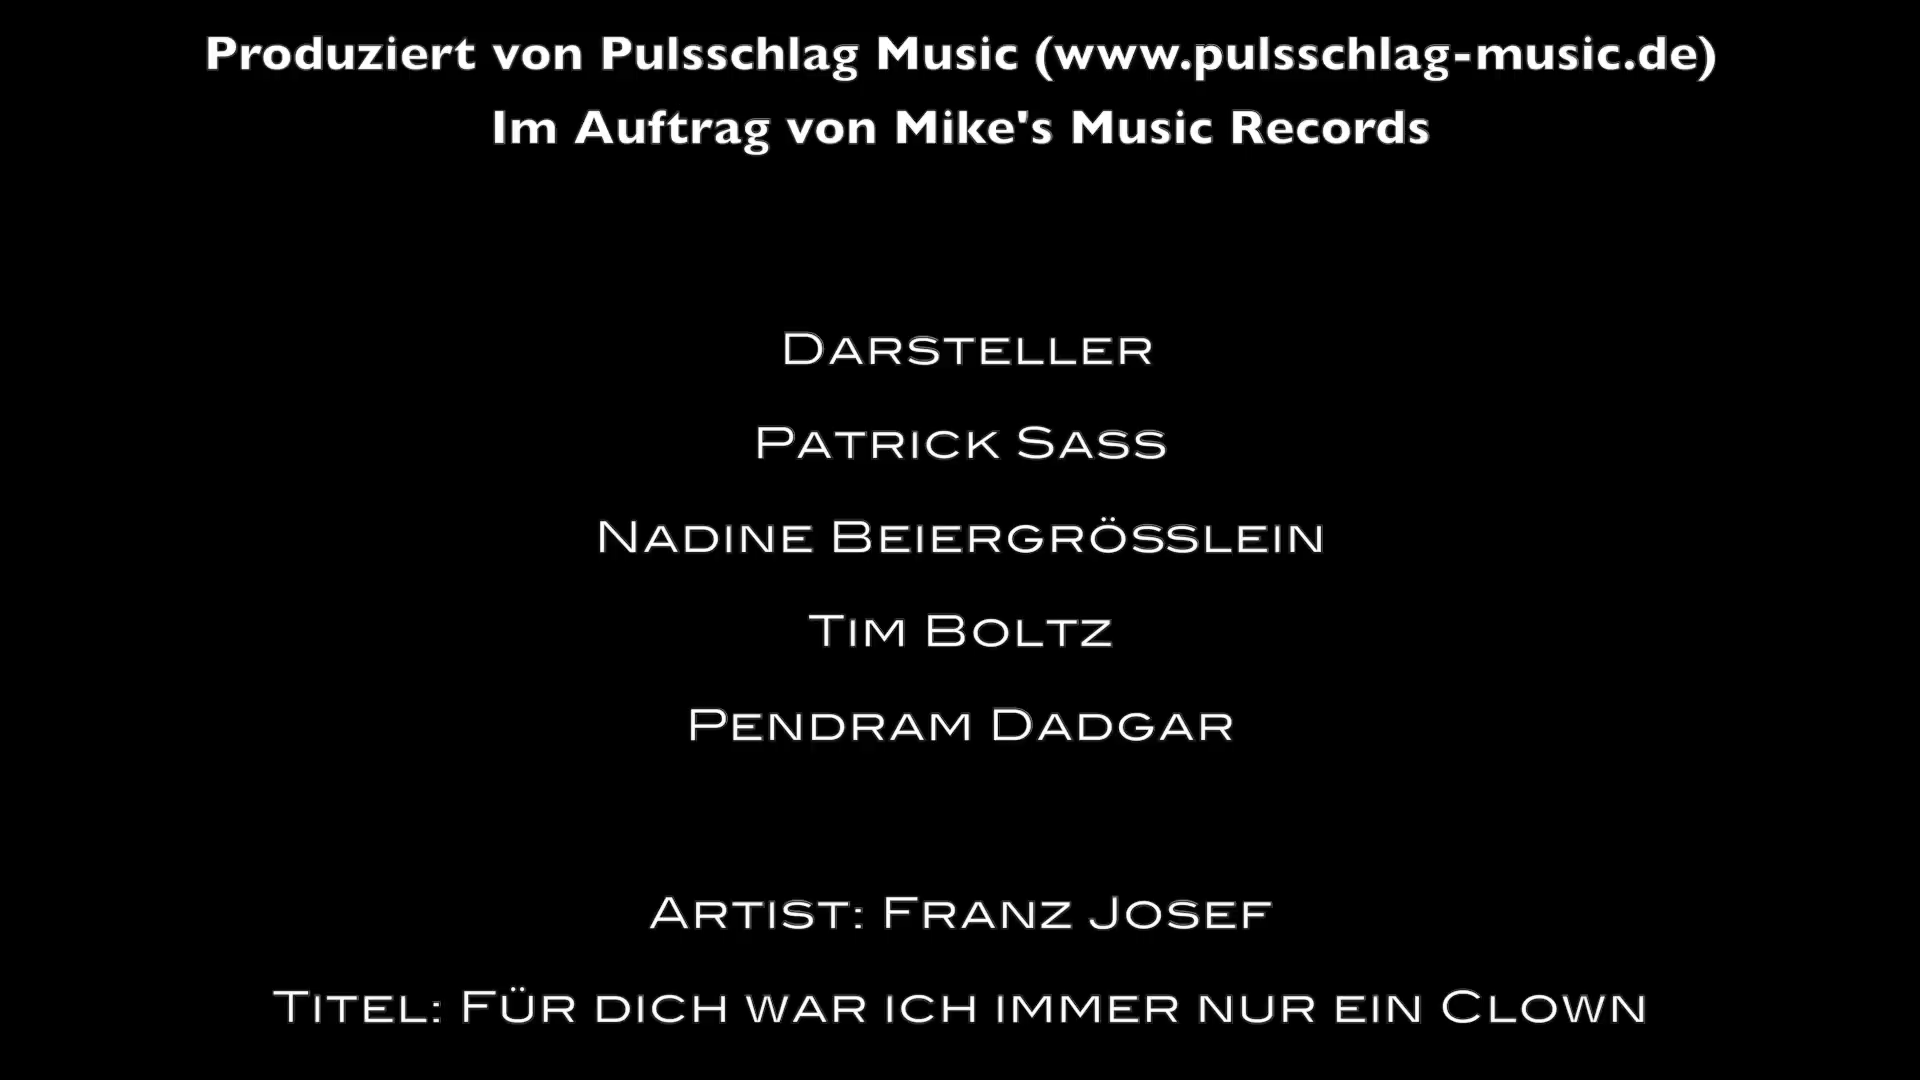 Produziert von Pulsschlag Music (www.pulsschlag-music.de)
Im Auftrag von Mike's Music Records
Darsteller
Patrick Sass
Nadine Beiergrösslein
Tim Boltz
Pendram Dadgar
Artist: Franz Josef
Titel: Für dich war ich immer nur ein Clown